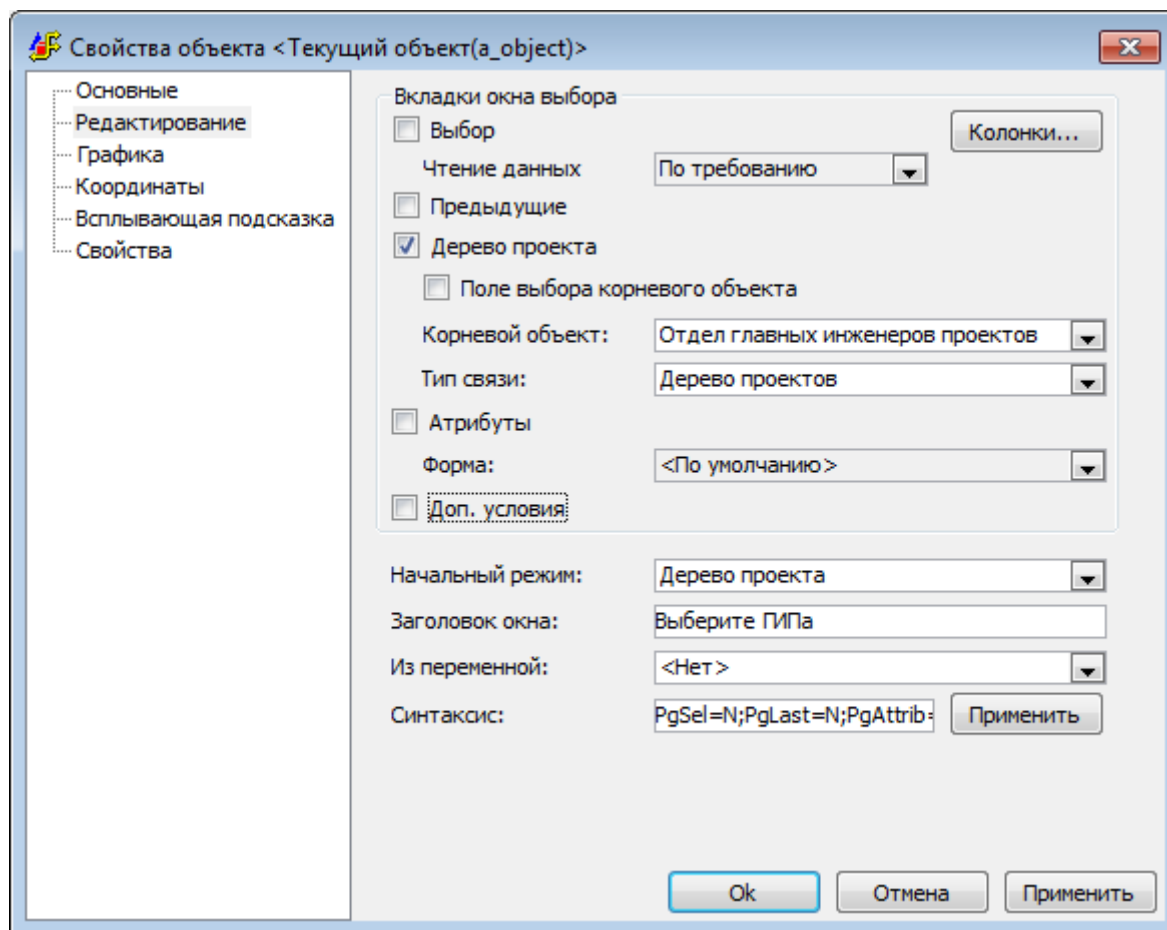 Свойства объекта <Текущий объект(a_object)>
Основные
Редактирование
Графика
Координаты
Всплывающая подсказка
Свойства
Вкладки окна выбора
Выбор
Колонки...
Чтение данных По требованию
Предыдущие
Дерево проекта
Поле выбора корневого объекта
Корневой объект: Отдел главных инженеров проектов
Тип связи: Дерево проектов
Атрибуты
Форма: <По умолчанию>
Доп. условия
Начальный режим: Дерево проекта
Заголовок окна: Выберите ГИПа
Из переменной: <Нет>
Синтаксис: PgSel=N;PgLast=N;PgAttrib= Применить
Ok Отмена Применить